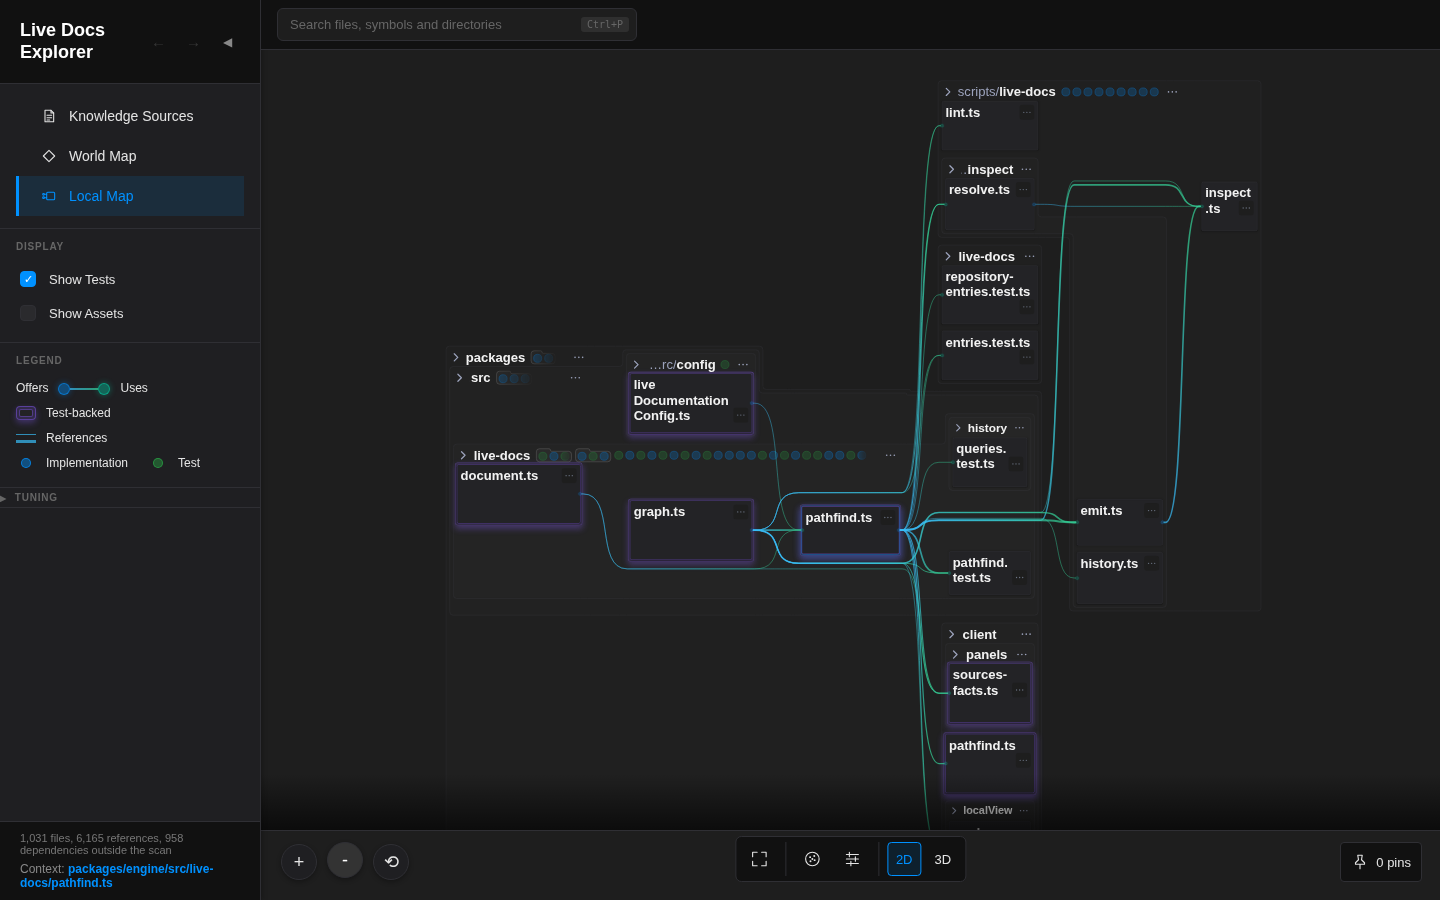 Live Docs
Explorer
← → ◀
Search files, symbols and directories
Ctrl+P
Knowledge Sources
World Map
Local Map
DISPLAY
✓ Show Tests
Show Assets
LEGEND
Offers
Uses
Test-backed
References
Implementation
Test
▶ TUNING
1,031 files, 6,165 references, 958
dependencies outside the scan
Context: packages/engine/src/live-
docs/pathfind.ts
scripts/live-docs ...
lint.ts ...
...inspect ...
resolve.ts ...
inspect
.ts ...
live-docs ...
repository-
entries.test.ts
...
entries.test.ts
...
packages ...
src ...
...rc/config ...
live
Documentation
Config.ts ...
live-docs ...
document.ts ...
graph.ts ...
pathfind.ts ...
history ...
queries.
test.ts ...
pathfind.
test.ts ...
emit.ts ...
history.ts ...
client ...
panels ...
sources-
facts.ts ...
pathfind.ts
...
localView ...
+ - ⟲
2D 3D
0 pins